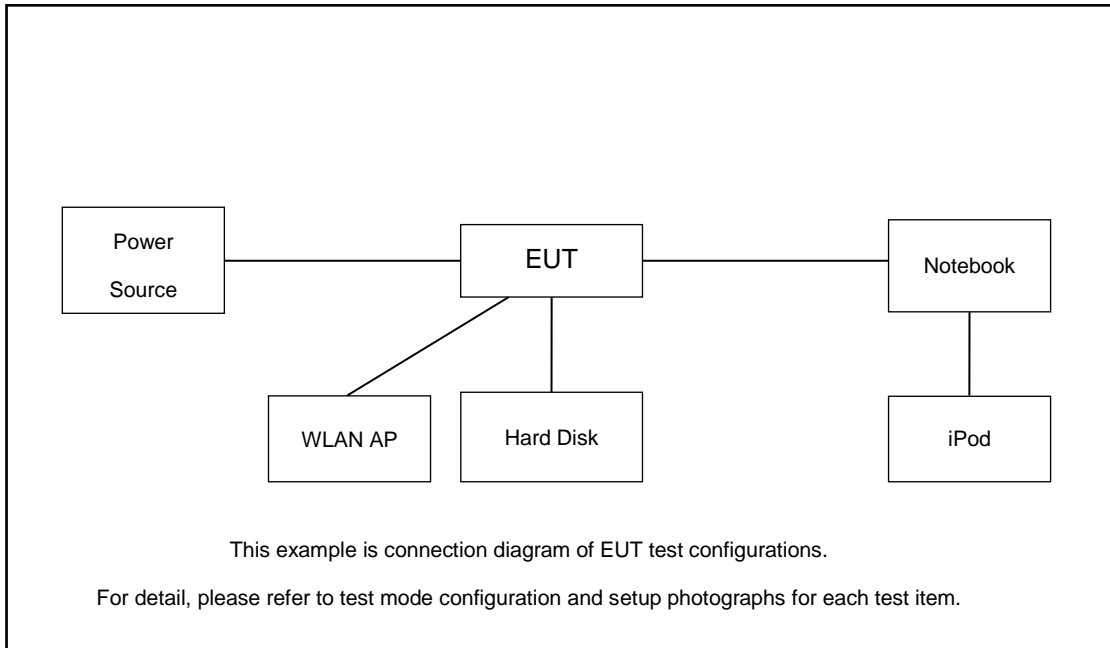 Power
Source
EUT
Notebook
WLAN AP
Hard Disk
iPod
This example is connection diagram of EUT test configurations.
For detail, please refer to test mode configuration and setup photographs for each test item.